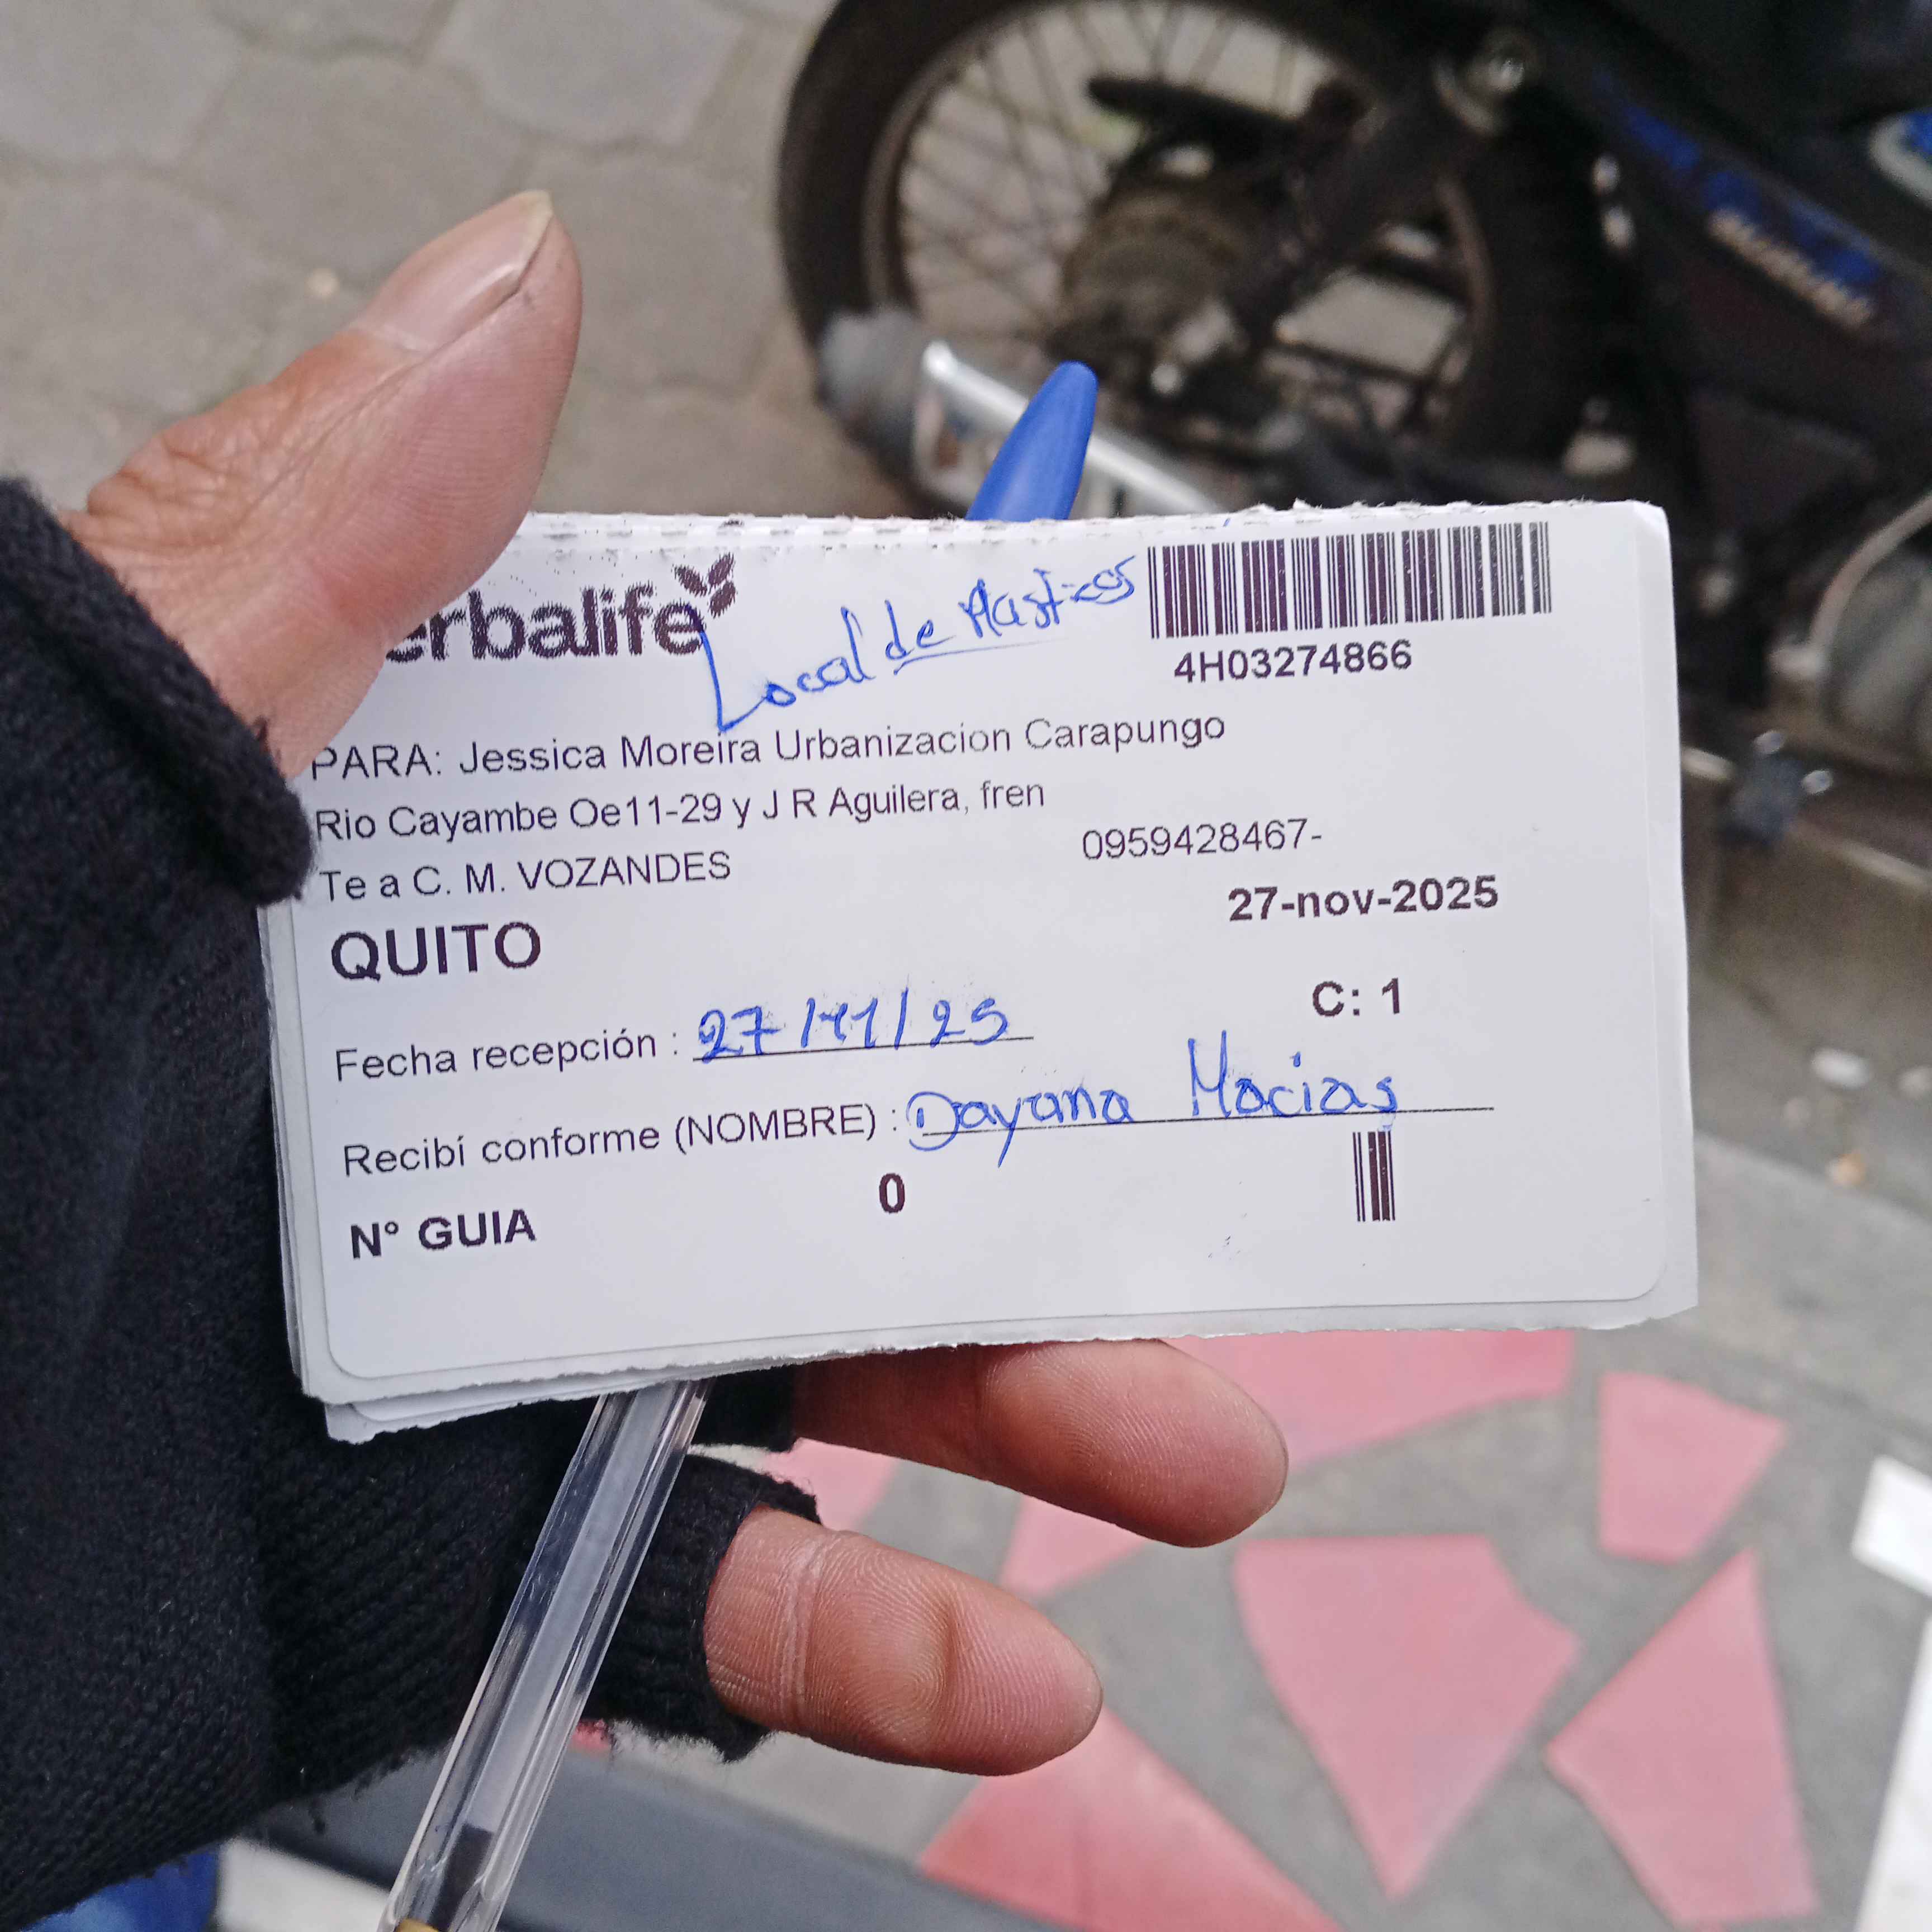 erbalife
Local de Plasticos
4H03274866
PARA: Jessica Moreira Urbanizacion Carapungo
Rio Cayambe Oe11-29 y J R Aguilera, fren
Te a C. M. VOZANDES
0959428467-
27-nov-2025
QUITO
C: 1
Fecha recepción : 27/11/25
Recibí conforme (NOMBRE) : Dayana Macias
N° GUIA
0